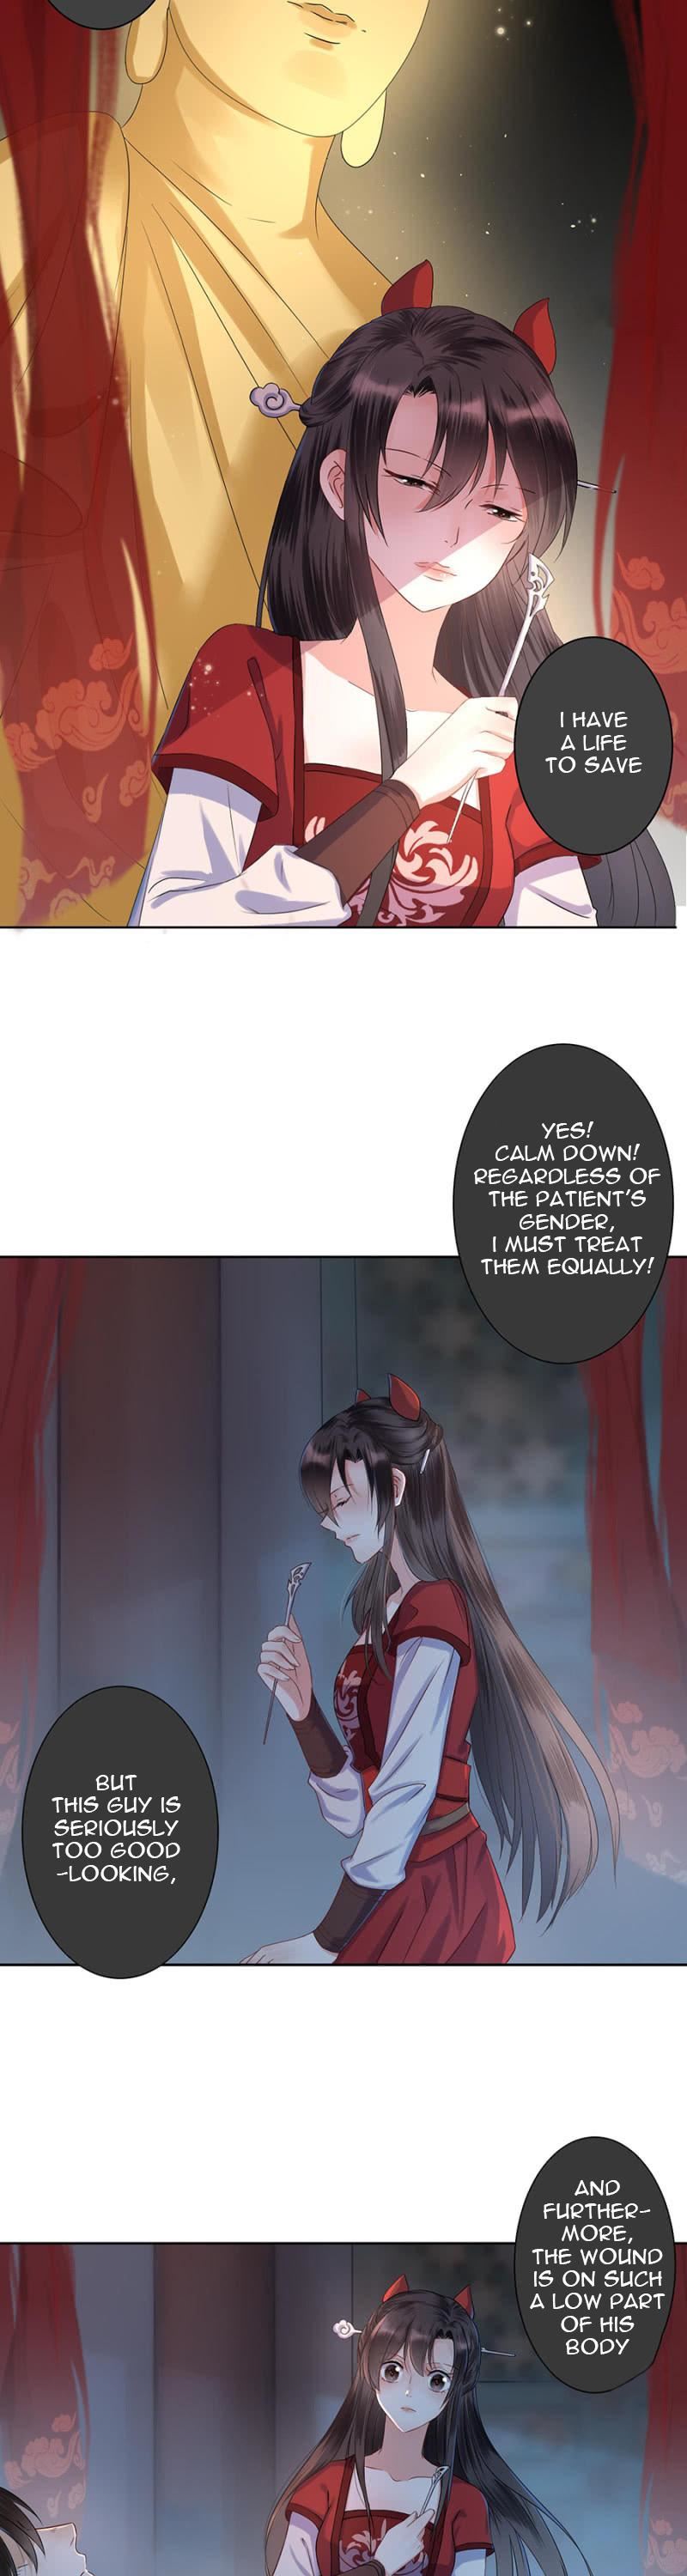 I HAVE
A LIFE
TO SAVE
YES!
CALM DOWN!
REGARDLESS OF
THE PATIENT'S
GENDER,
I MUST TREAT
THEM EQUALLY!
BUT
THIS GUY IS
SERIOUSLY
TOO GOOD
-LOOKING,
AND
FURTHER-
MORE,
THE WOUND
IS ON SUCH
A LOW PART
OF HIS
BODY